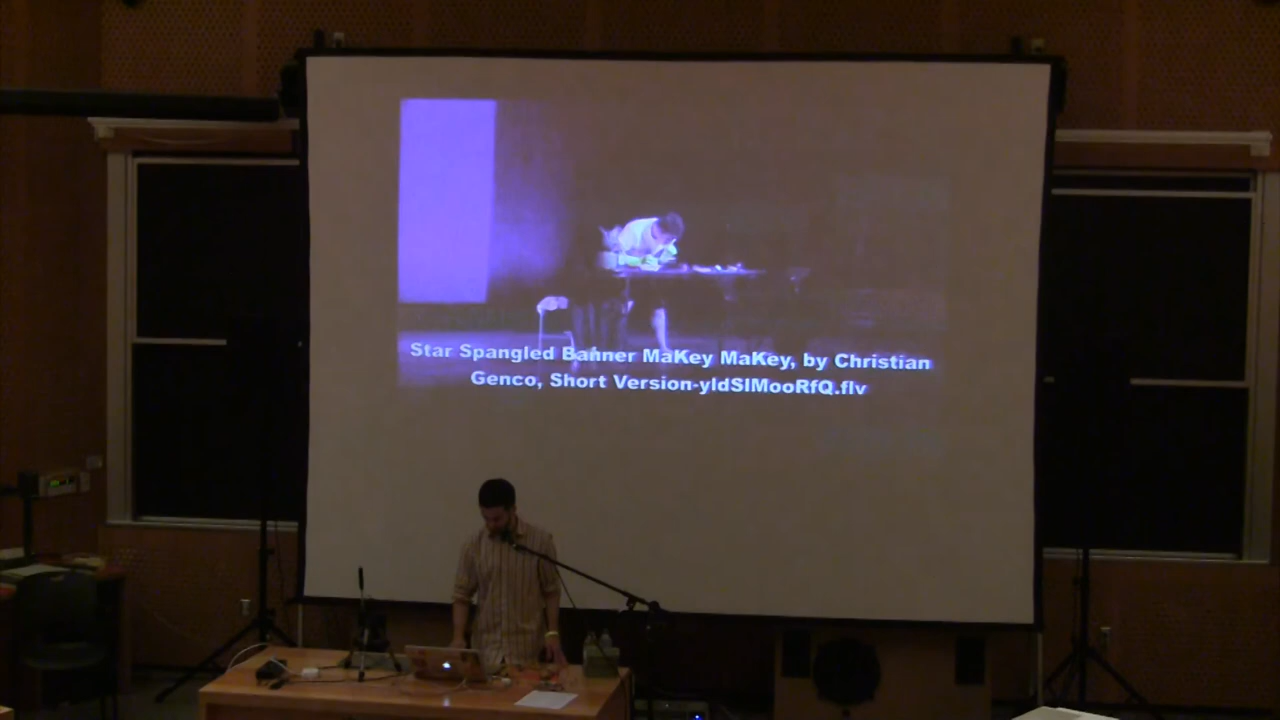 Star Spangled Banner MaKey MaKey, by Christian
Genco, Short Version-yldSIMooRfQ.flv